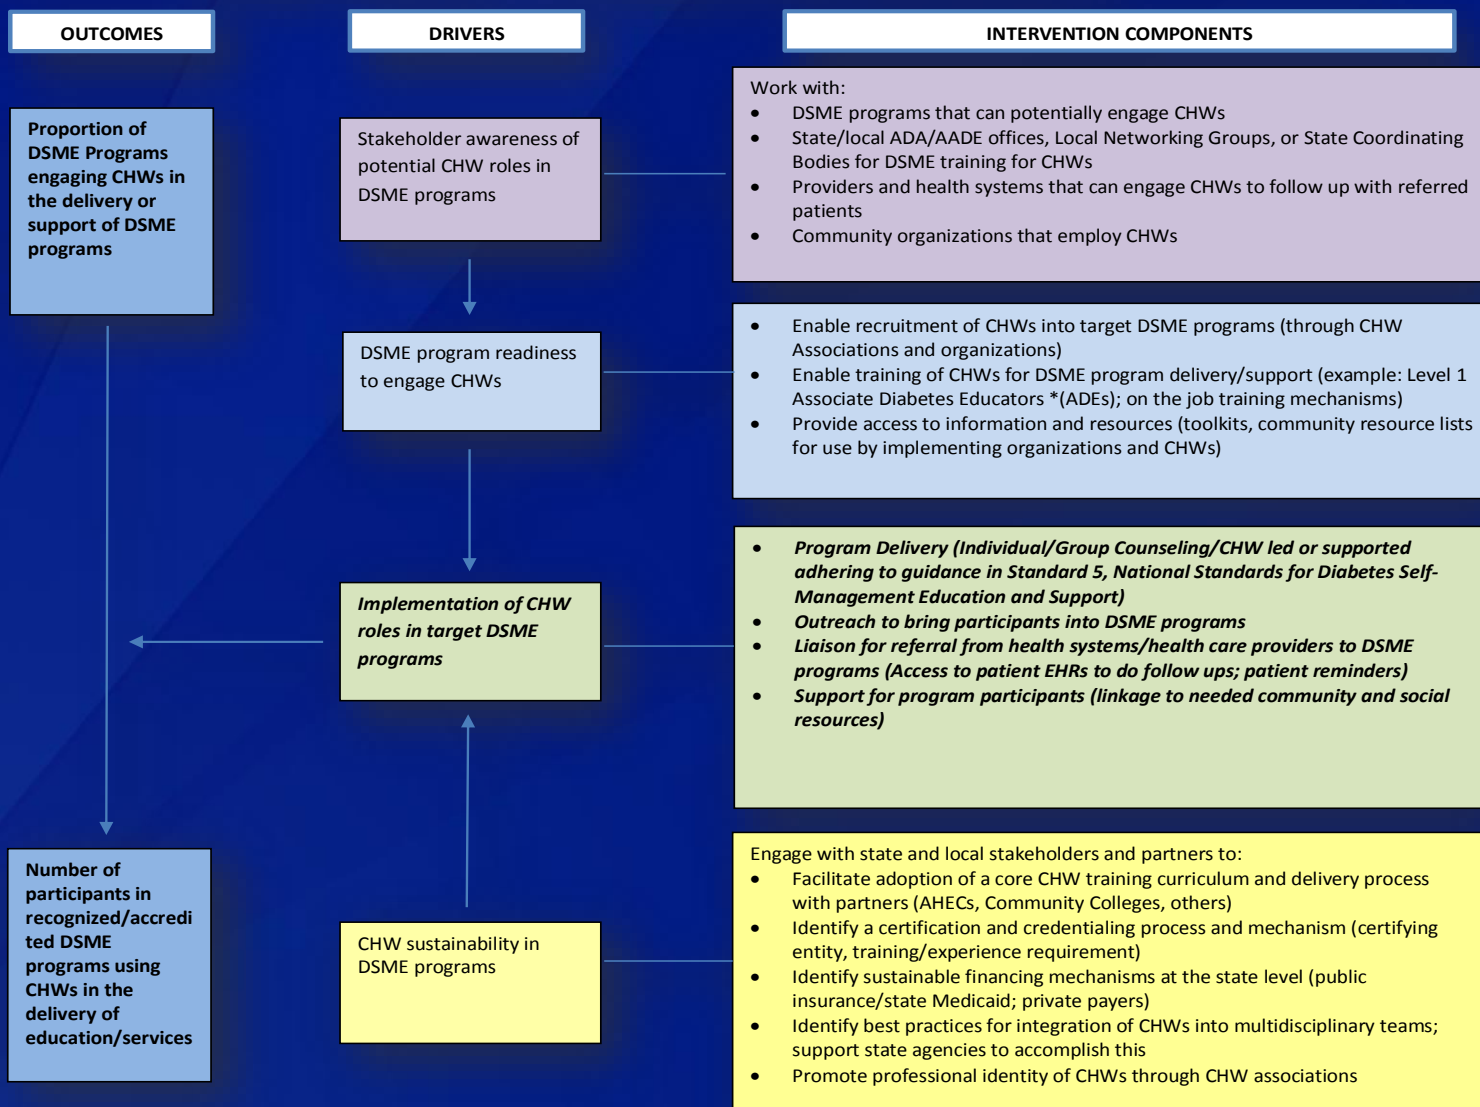 OUTCOMES
DRIVERS
INTERVENTION COMPONENTS
Proportion of
DSME Programs
engaging CHWs in
the delivery or
support of DSME
programs
Number of
participants in
recognized/accredi
ted DSME
programs using
CHWs in the
delivery of
education/services
Stakeholder awareness of
potential CHW roles in
DSME programs
DSME program readiness
to engage CHWs
Implementation of CHW
roles in target DSME
programs
CHW sustainability in
DSME programs
Work with:
• DSME programs that can potentially engage CHWs
• State/local ADA/AADE offices, Local Networking Groups, or State Coordinating
Bodies for DSME training for CHWs
• Providers and health systems that can engage CHWs to follow up with referred
patients
• Community organizations that employ CHWs
• Enable recruitment of CHWs into target DSME programs (through CHW
Associations and organizations)
• Enable training of CHWs for DSME program delivery/support (example: Level 1
Associate Diabetes Educators *(ADEs); on the job training mechanisms)
• Provide access to information and resources (toolkits, community resource lists
for use by implementing organizations and CHWs)
• Program Delivery (Individual/Group Counseling/CHW led or supported
adhering to guidance in Standard 5, National Standards for Diabetes Self-
Management Education and Support)
• Outreach to bring participants into DSME programs
• Liaison for referral from health systems/health care providers to DSME
programs (Access to patient EHRs to do follow ups; patient reminders)
• Support for program participants (linkage to needed community and social
resources)
Engage with state and local stakeholders and partners to:
• Facilitate adoption of a core CHW training curriculum and delivery process
with partners (AHECs, Community Colleges, others)
• Identify a certification and credentialing process and mechanism (certifying
entity, training/experience requirement)
• Identify sustainable financing mechanisms at the state level (public
insurance/state Medicaid; private payers)
• Identify best practices for integration of CHWs into multidisciplinary teams;
support state agencies to accomplish this
• Promote professional identity of CHWs through CHW associations